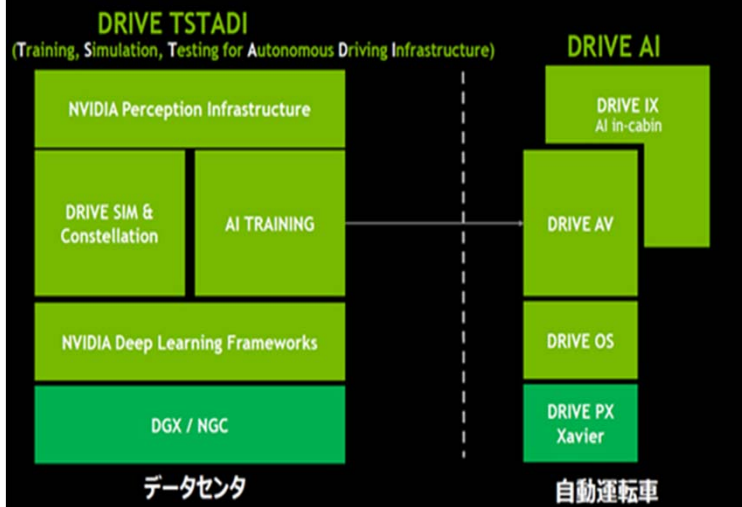 DRIVE TSTADI
(Training, Simulation, Testing for Autonomous Driving Infrastructure)
NVIDIA Perception Infrastructure
DRIVE SIM &
Constellation
AI TRAINING
NVIDIA Deep Learning Frameworks
DGX / NGC
データセンタ
DRIVE AI
DRIVE IX
AI in-cabin
DRIVE AV
DRIVE OS
DRIVE PX
Xavier
自動運転車